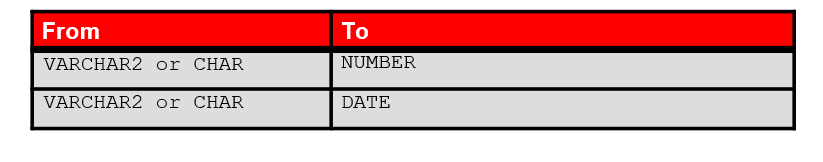 From To
VARCHAR2 or CHAR NUMBER
VARCHAR2 or CHAR DATE